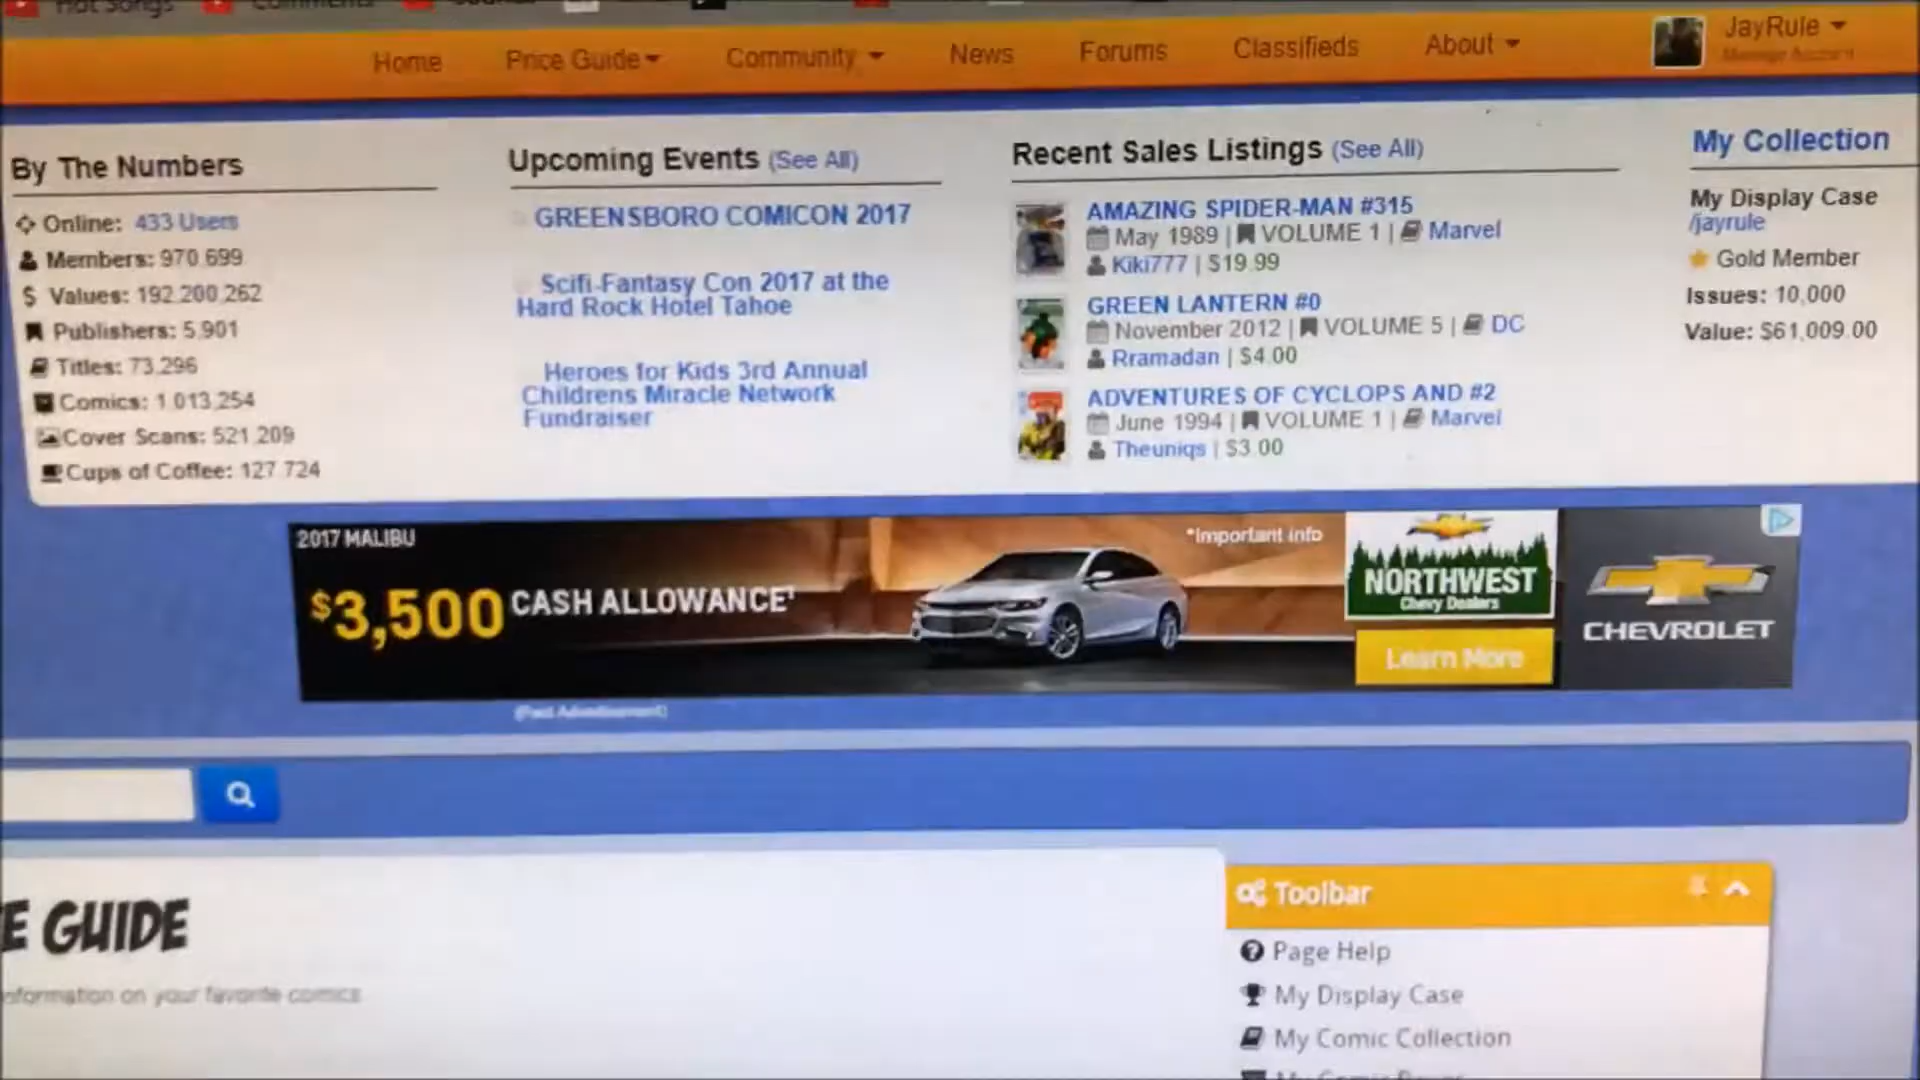 Hot Songs
Home Price Guide Community News Forums Classifieds About JayRule
Manage Account
By The Numbers
Online: 433 Users
Members: 970,699
Values: 192,200,262
Publishers: 5,901
Titles: 73,296
Comics: 1,013,254
Cover Scans: 521,209
Cups of Coffee: 127,724
Upcoming Events (See All)
GREENSBORO COMICON 2017
Scifi-Fantasy Con 2017 at the
Hard Rock Hotel Tahoe
Heroes for Kids 3rd Annual
Childrens Miracle Network
Fundraiser
Recent Sales Listings (See All)
AMAZING SPIDER-MAN #315
May 1989 | VOLUME 1 | Marvel
Kiki777 | $19.99
GREEN LANTERN #0
November 2012 | VOLUME 5 | DC
Rramadan | $4.00
ADVENTURES OF CYCLOPS AND #2
June 1994 | VOLUME 1 | Marvel
Theuniqs | $3.00
My Collection
My Display Case
/jayrule
Gold Member
Issues: 10,000
Value: $61,009.00
2017 MALIBU
$3,500 CASH ALLOWANCE¹
*Important info
NORTHWEST
Chevy Dealers
Learn More
CHEVROLET
E GUIDE
information on your favorite comics
Toolbar
Page Help
My Display Case
My Comic Collection